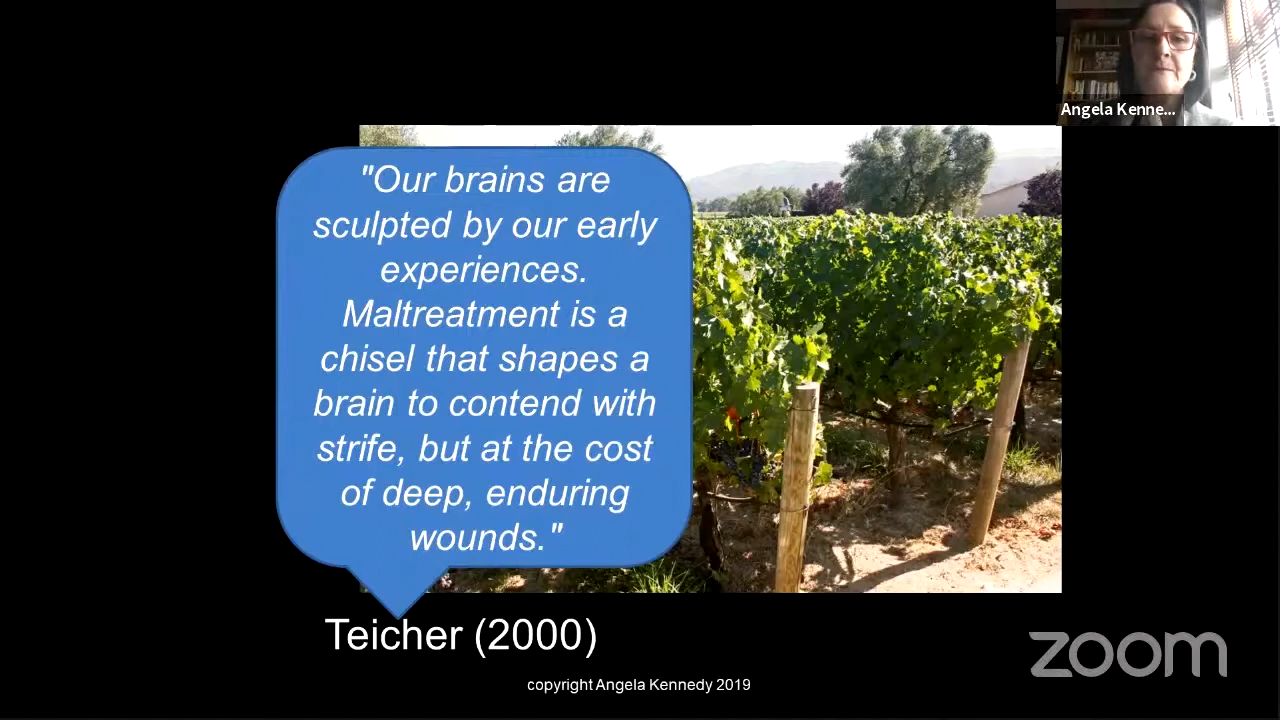 Angela Kenne...
"Our brains are
sculpted by our early
experiences.
Maltreatment is a
chisel that shapes a
brain to contend with
strife, but at the cost
of deep, enduring
wounds."
Teicher (2000)
zoom
copyright Angela Kennedy 2019